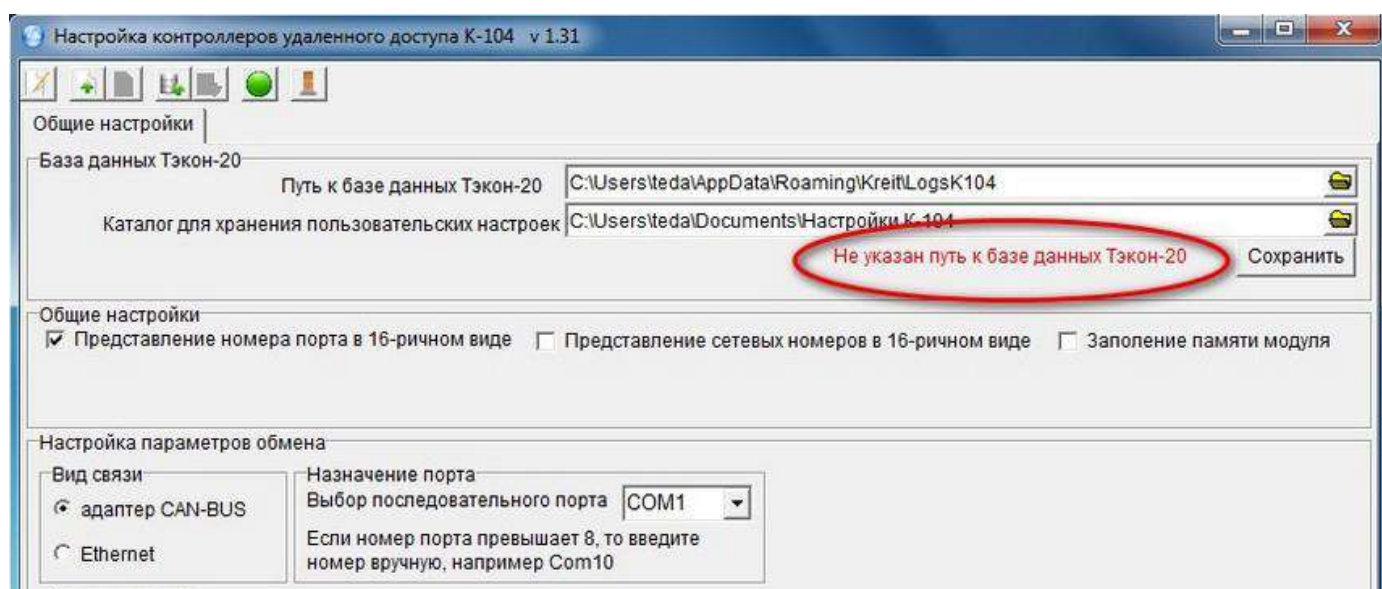 Настройка контроллеров удаленного доступа К-104 v 1.31
Общие настройки
База данных Тэкон-20
Путь к базе данных Тэкон-20 C:\Users\teda\AppData\Roaming\Kreit\LogsK104
Каталог для хранения пользовательских настроек C:\Users\teda\Documents\Настройки К-104
Не указан путь к базе данных Тэкон-20 Сохранить
Общие настройки
Представление номера порта в 16-ричном виде Представление сетевых номеров в 16-ричном виде Заполение памяти модуля
Настройка параметров обмена
Вид связи Назначение порта
адаптер CAN-BUS Выбор последовательного порта COM1
Ethernet Если номер порта превышает 8, то введите
номер вручную, например Com10